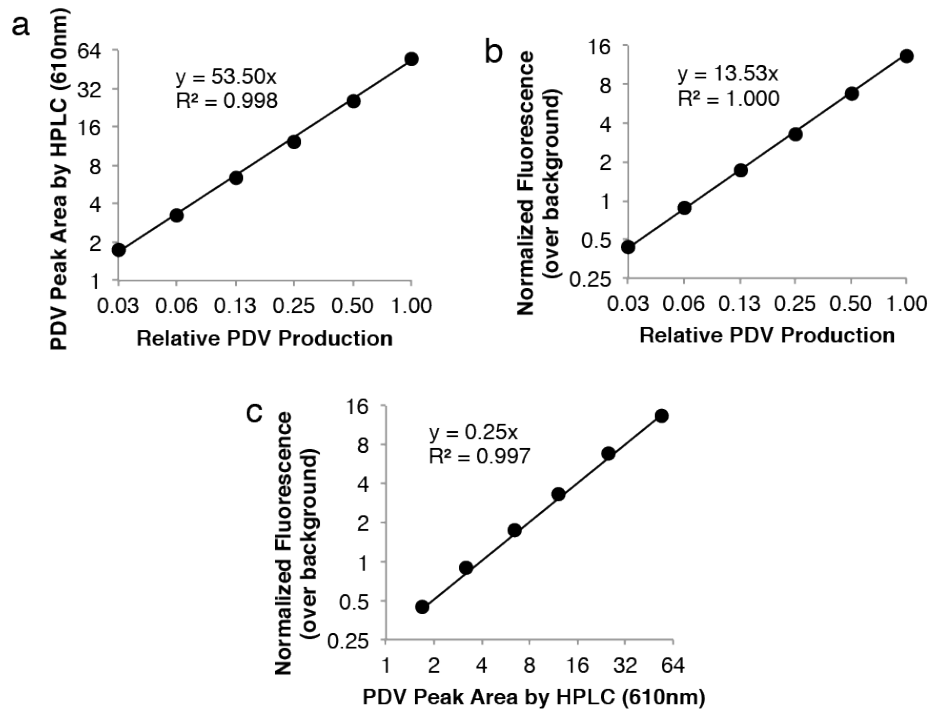 a
PDV Peak Area by HPLC (610nm)
64
32
16
8
4
2
1
y = 53.50x
R² = 0.998
0.03 0.06 0.13 0.25 0.50 1.00
Relative PDV Production
b
Normalized Fluorescence
(over background)
16
8
4
2
1
0.5
0.25
y = 13.53x
R² = 1.000
0.03 0.06 0.13 0.25 0.50 1.00
Relative PDV Production
c
Normalized Fluorescence
(over background)
16
8
4
2
1
0.5
0.25
y = 0.25x
R² = 0.997
1 2 4 8 16 32 64
PDV Peak Area by HPLC (610nm)